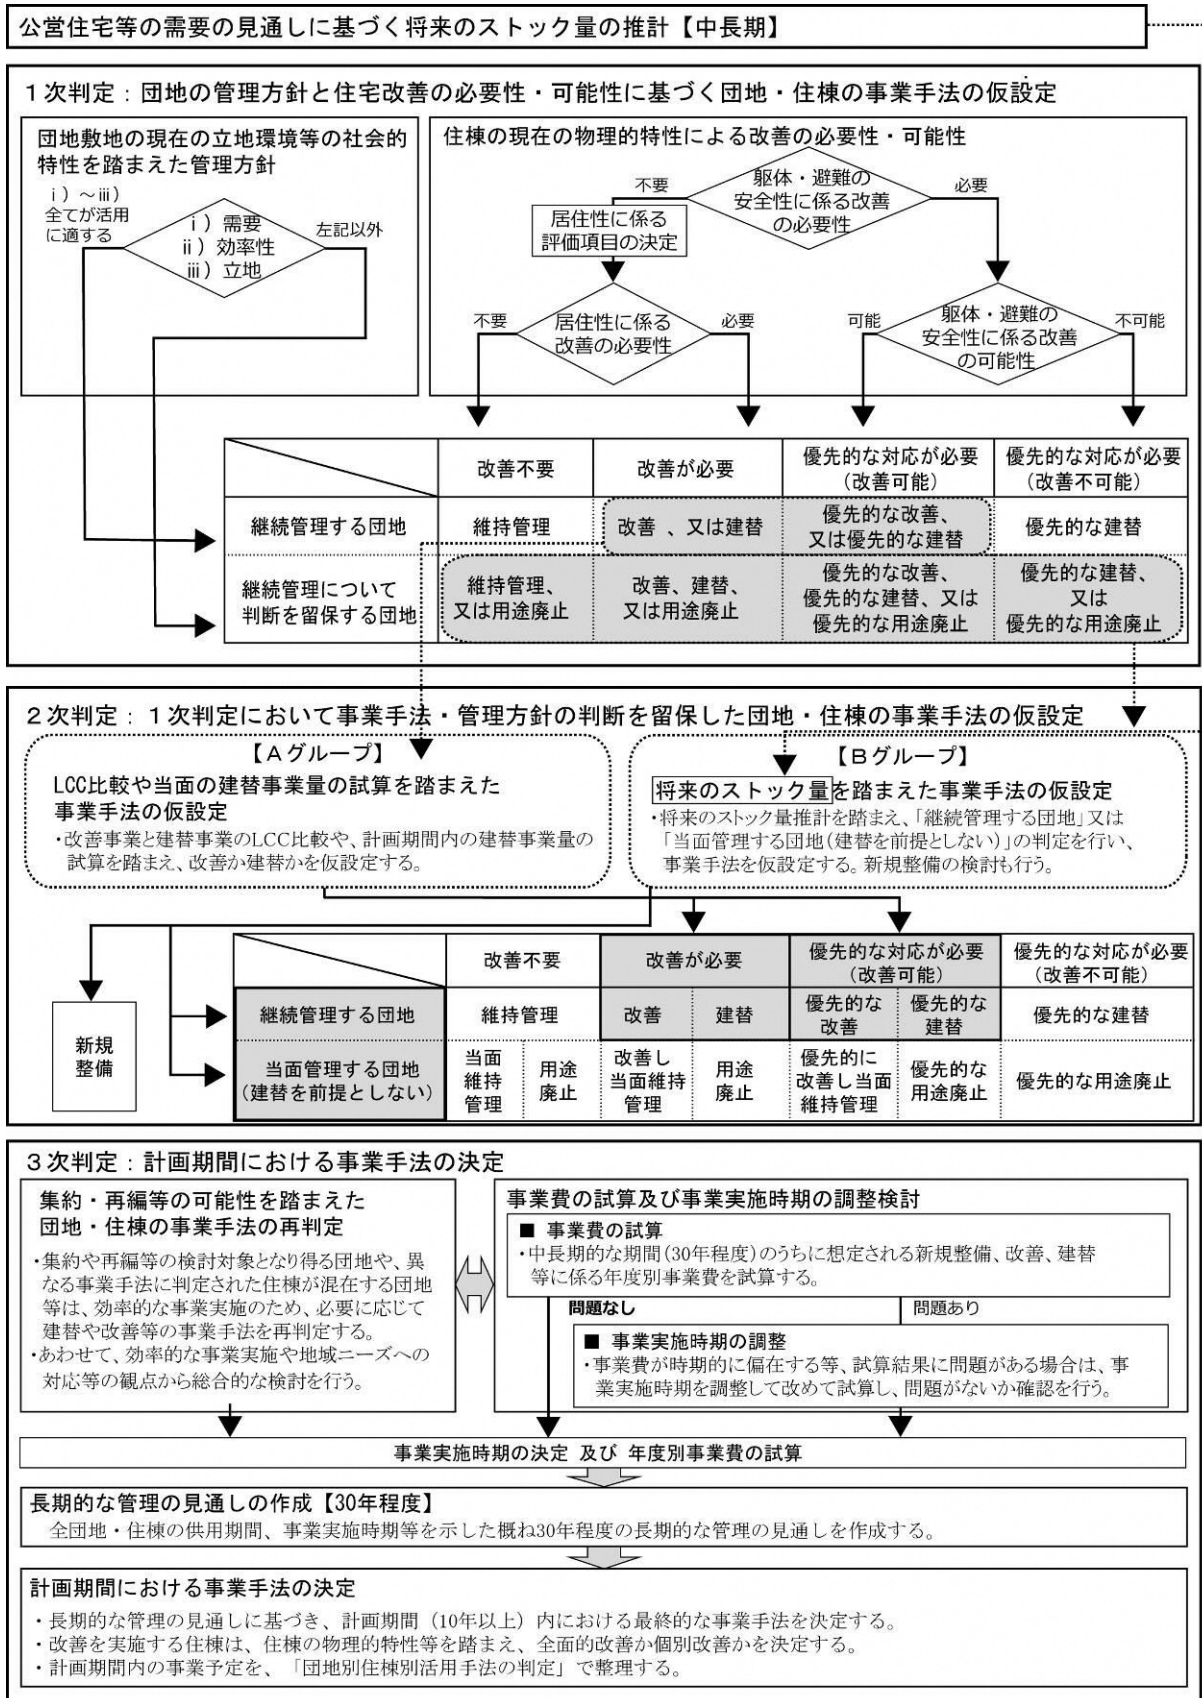 公営住宅等の需要の見通しに基づく将来のストック量の推計【中長期】
1次判定：団地の管理方針と住宅改善の必要性・可能性に基づく団地・住棟の事業手法の仮設定
団地敷地の現在の立地環境等の社会的
特性を踏まえた管理方針
ⅰ）～ⅲ）
全てが活用
に適する
ⅰ）需要
ⅱ）効率性
ⅲ）立地
左記以外
住棟の現在の物理的特性による改善の必要性・可能性
不要
躯体・避難の
安全性に係る改善
の必要性
必要
居住性に係る
評価項目の決定
不要
居住性に係る
改善の必要性
必要
可能
躯体・避難の
安全性に係る改善
の可能性
不可能
改善不要
改善が必要
優先的な対応が必要
（改善可能）
優先的な対応が必要
（改善不可能）
継続管理する団地
維持管理
改善 、又は建替
優先的な改善、
又は優先的な建替
優先的な建替
継続管理について
判断を留保する団地
維持管理、
又は用途廃止
改善、建替、
又は用途廃止
優先的な改善、
優先的な建替、又は
優先的な用途廃止
優先的な建替、
又は
優先的な用途廃止
2次判定：1次判定において事業手法・管理方針の判断を留保した団地・住棟の事業手法の仮設定
【Aグループ】
LCC比較や当面の建替事業量の試算を踏まえた
事業手法の仮設定
・改善事業と建替事業のLCC比較や、計画期間内の建替事業量の
試算を踏まえ、改善か建替かを仮設定する。
【Bグループ】
将来のストック量を踏まえた事業手法の仮設定
・将来のストック量推計を踏まえ、「継続管理する団地」又は
「当面管理する団地（建替を前提としない）」の判定を行い、
事業手法を仮設定する。新規整備の検討も行う。
新規
整備
改善不要
改善が必要
優先的な対応が必要
（改善可能）
優先的な対応が必要
（改善不可能）
継続管理する団地
維持管理
改善
建替
優先的な
改善
優先的な
建替
優先的な建替
当面管理する団地
（建替を前提としない）
当面
維持
管理
用途
廃止
改善し
当面維持
管理
用途
廃止
優先的に
改善し当面
維持管理
優先的な
用途廃止
優先的な用途廃止
3次判定：計画期間における事業手法の決定
集約・再編等の可能性を踏まえた
団地・住棟の事業手法の再判定
・集約や再編等の検討対象となり得る団地や、異
なる事業手法に判定された住棟が混在する団地
等は、効率的な事業実施のため、必要に応じて
建替や改善等の事業手法を再判定する。
・あわせて、効率的な事業実施や地域ニーズへの
対応等の観点から総合的な検討を行う。
事業費の試算及び事業実施時期の調整検討
■ 事業費の試算
・中長期的な期間（30年程度）のうちに想定される新規整備、改善、建替
等に係る年度別事業費を試算する。
問題なし
問題あり
■ 事業実施時期の調整
・事業費が時期的に偏在する等、試算結果に問題がある場合は、事
業実施時期を調整して改めて試算し、問題がないか確認を行う。
事業実施時期の決定 及び 年度別事業費の試算
長期的な管理の見通しの作成【30年程度】
全団地・住棟の供用期間、事業実施時期等を示した概ね30年程度の長期的な管理の見通しを作成する。
計画期間における事業手法の決定
・長期的な管理の見通しに基づき、計画期間（10年以上）内における最終的な事業手法を決定する。
・改善を実施する住棟は、住棟の物理的特性等を踏まえ、全面的改善か個別改善かを決定する。
・計画期間内の事業予定を、「団地別住棟別活用手法の判定」で整理する。